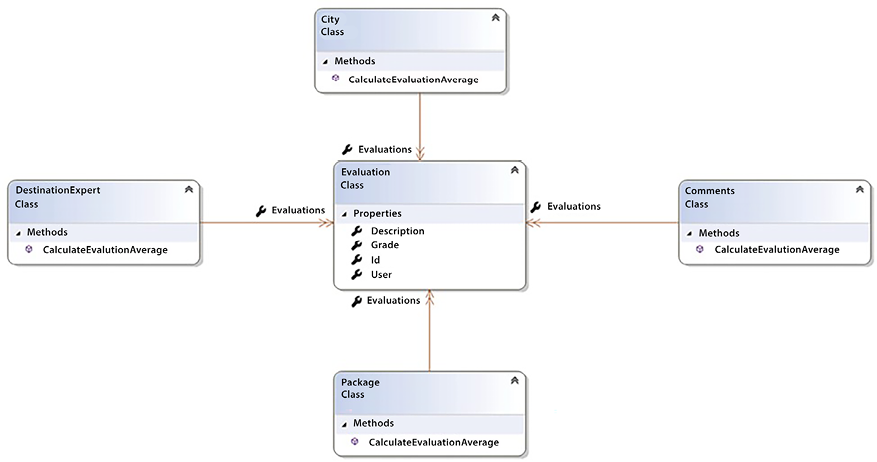 City
Class
Methods
CalculateEvaluationAverage
Evaluations
Evaluation
Class
Properties
Description
Grade
Id
User
DestinationExpert
Class
Methods
CalculateEvalutionAverage
Evaluations
Comments
Class
Methods
CalculateEvalutionAverage
Evaluations
Evaluations
Package
Class
Methods
CalculateEvaluationAverage